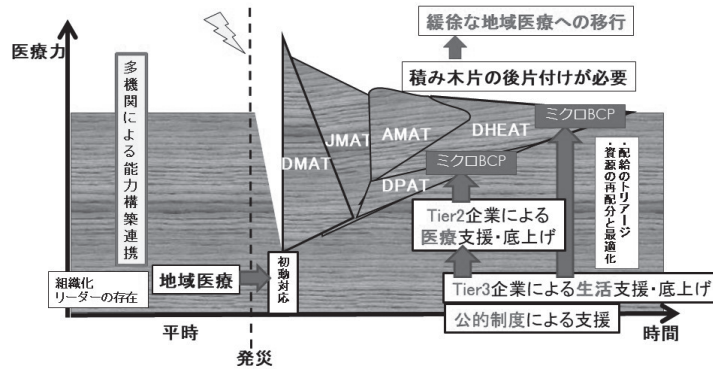 緩徐な地域医療への移行
医療力
積み木片の後片付けが必要
多機関による能力構築連携
JMAT
AMAT
DMAT
DHEAT
ミクロBCP
ミクロBCP
DPAT
・配給のトリアージ
・資源の再配分と最適化
Tier2企業による
医療支援・底上げ
初動対応
組織化
リーダーの存在
地域医療
Tier3企業による生活支援・底上げ
公的制度による支援
平時
発災
時間